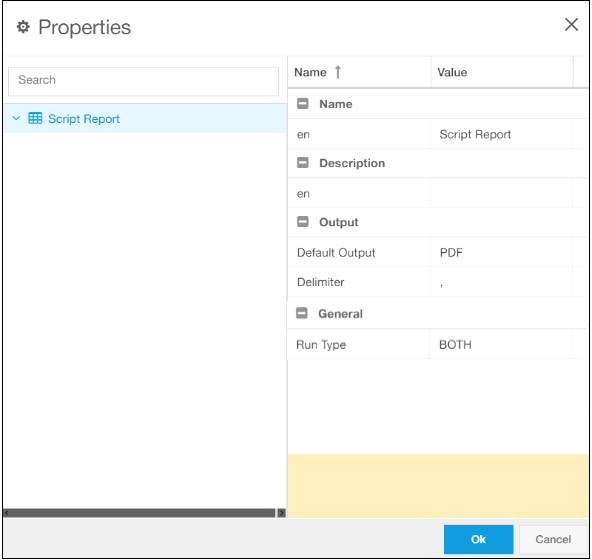 Properties
Search
Script Report
Name Value
Name
en Script Report
Description
en
Output
Default Output PDF
Delimiter ,
General
Run Type BOTH
Ok Cancel